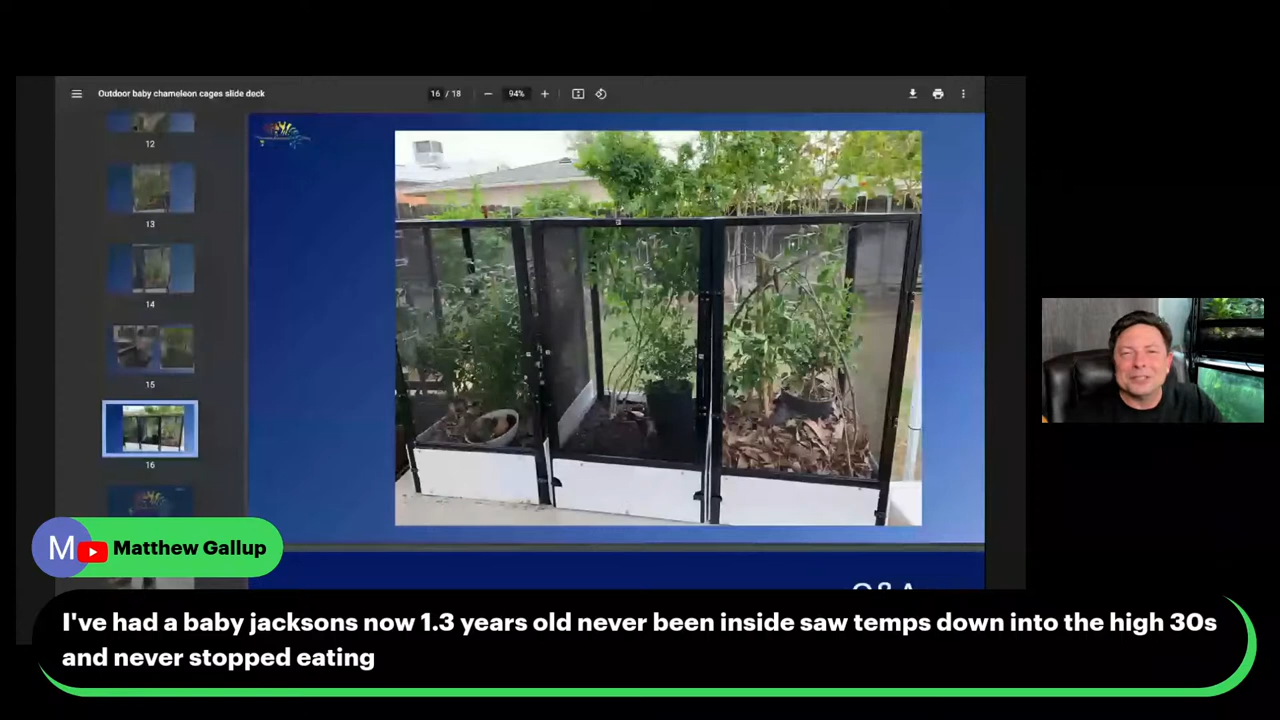 Outdoor baby chameleon cages slide deck
16 / 18
94%
12
13
14
15
16
Q&A
M
Matthew Gallup
I've had a baby jacksons now 1.3 years old never been inside saw temps down into the high 30s
and never stopped eating